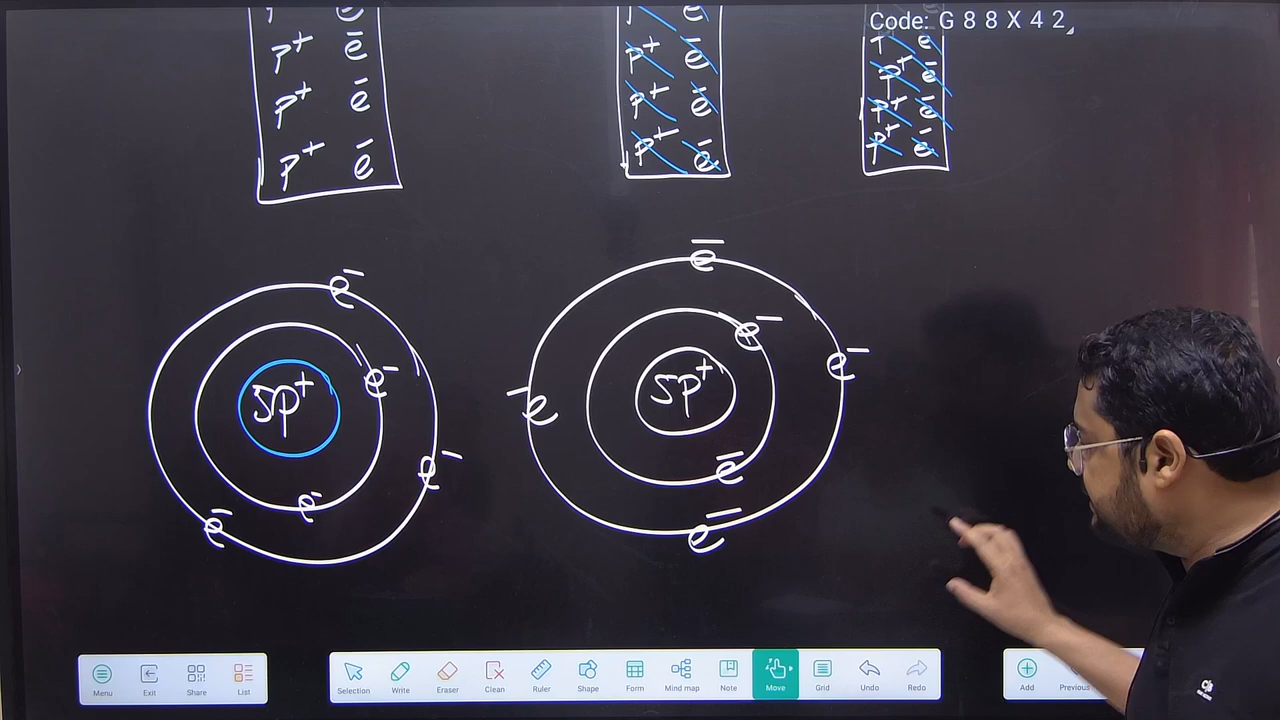 Code: G 8 8 X 4 2
e̅ e̅ e̅
p⁺ e̅ p⁺ e̅ e̅
p⁺ e̅ p⁺ e̅ p⁺ e̅
p⁺ e̅ p⁺ e̅ p⁺ e̅
p⁺ e̅
e⁻ e̅
e⁻ e⁻ e⁻
5p⁺ 5p⁺
e⁻ e̅ e⁻
e⁻ e⁻ e⁻
Menu Exit Share List Selection Write Eraser Clean Ruler Shape Form Mind map Note Move Grid Undo Redo Add Previous